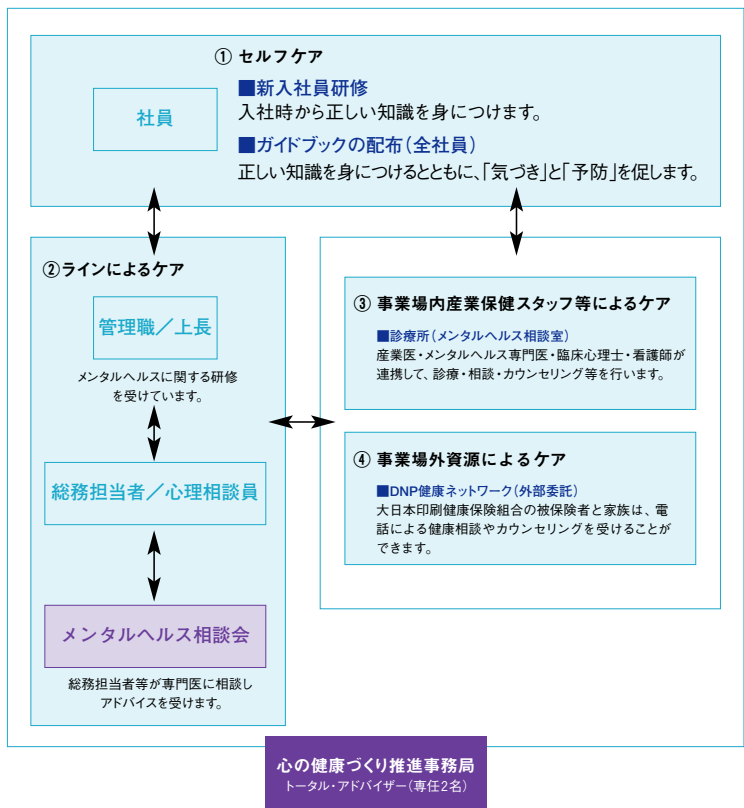 ① セルフケア
社員
■新入社員研修
入社時から正しい知識を身につけます。
■ガイドブックの配布(全社員)
正しい知識を身につけるとともに、「気づき」と「予防」を促します。
②ラインによるケア
管理職／上長
メンタルヘルスに関する研修
を受けています。
総務担当者／心理相談員
メンタルヘルス相談会
総務担当者等が専門医に相談し
アドバイスを受けます。
③ 事業場内産業保健スタッフ等によるケア
■診療所(メンタルヘルス相談室)
産業医・メンタルヘルス専門医・臨床心理士・看護師が
連携して、診療・相談・カウンセリング等を行います。
④ 事業場外資源によるケア
■DNP健康ネットワーク(外部委託)
大日本印刷健康保険組合の被保険者と家族は、電
話による健康相談やカウンセリングを受けることが
できます。
心の健康づくり推進事務局
トータル・アドバイザー(専任2名)